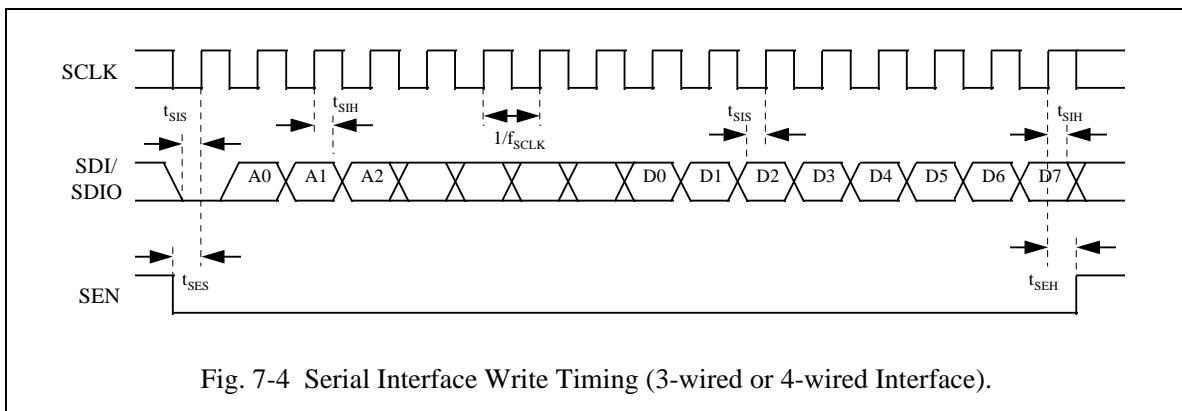 SCLK
tSIS
tSIH
1/fSCLK
tSIS
tSIH
SDI/
SDIO
A0 A1 A2 D0 D1 D2 D3 D4 D5 D6 D7
tSES
tSEH
SEN
Fig. 7-4 Serial Interface Write Timing (3-wired or 4-wired Interface).